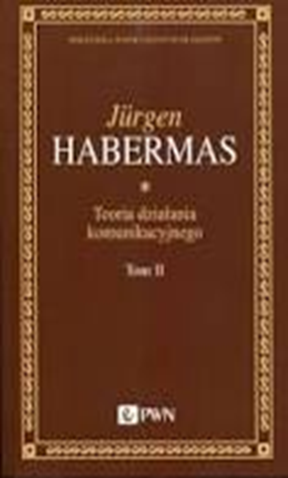 Jürgen
HABERMAS
Teoria działania
komunikacyjnego
Tom II
PWN